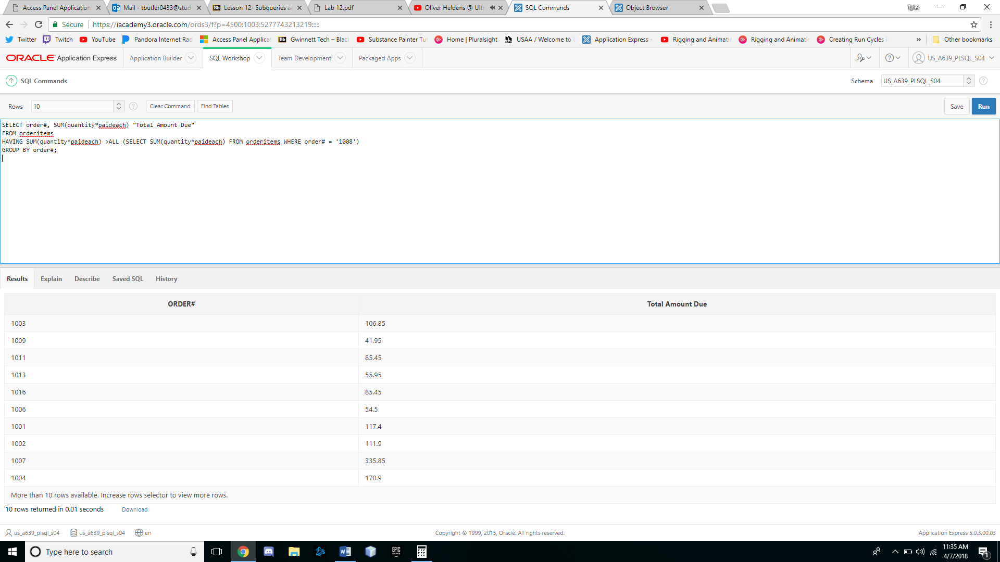 Access Panel Application
Mail - tbutler0433@stud
Lesson 12- Subqueries a
Lab 12.pdf
Oliver Heldens @ Ultr
SQL Commands
Object Browser
Tyler
Secure
https://iacademy3.oracle.com/ords3/f?p=4500:1003:5277743213219:::::
Twitter
Twitch
YouTube
Pandora Internet Rad
Access Panel Applicat
Bb
Gwinnett Tech – Blac
Substance Painter Tu
Home | Pluralsight
USAA / Welcome to
Application Express -
Rigging and Animatin
Rigging and Animatin
Creating Run Cycles
»
Other bookmarks
ORACLE Application Express
Application Builder
SQL Workshop
Team Development
Packaged Apps
US_A639_PLSQL_S04
SQL Commands
Schema
US_A639_PLSQL_S04
Rows
10
Clear Command
Find Tables
Save
Run
SELECT order#, SUM(quantity*paideach) "Total Amount Due"
FROM orderitems
HAVING SUM(quantity*paideach) >ALL (SELECT SUM(quantity*paideach) FROM orderitems WHERE order# = '1008')
GROUP BY order#;
Results
Explain
Describe
Saved SQL
History
ORDER# Total Amount Due
1003 106.85
1009 41.95
1011 85.45
1013 55.95
1016 85.45
1006 54.5
1001 117.4
1002 111.9
1007 335.85
1004 170.9
More than 10 rows available. Increase rows selector to view more rows.
10 rows returned in 0.01 seconds
Download
us_a639_plsql_s04
us_a639_plsql_s04
en
Copyright © 1999, 2015, Oracle. All rights reserved.
Application Express 5.0.3.00.03
Type here to search
EPIC GAMES
11:35 AM
4/7/2018
1